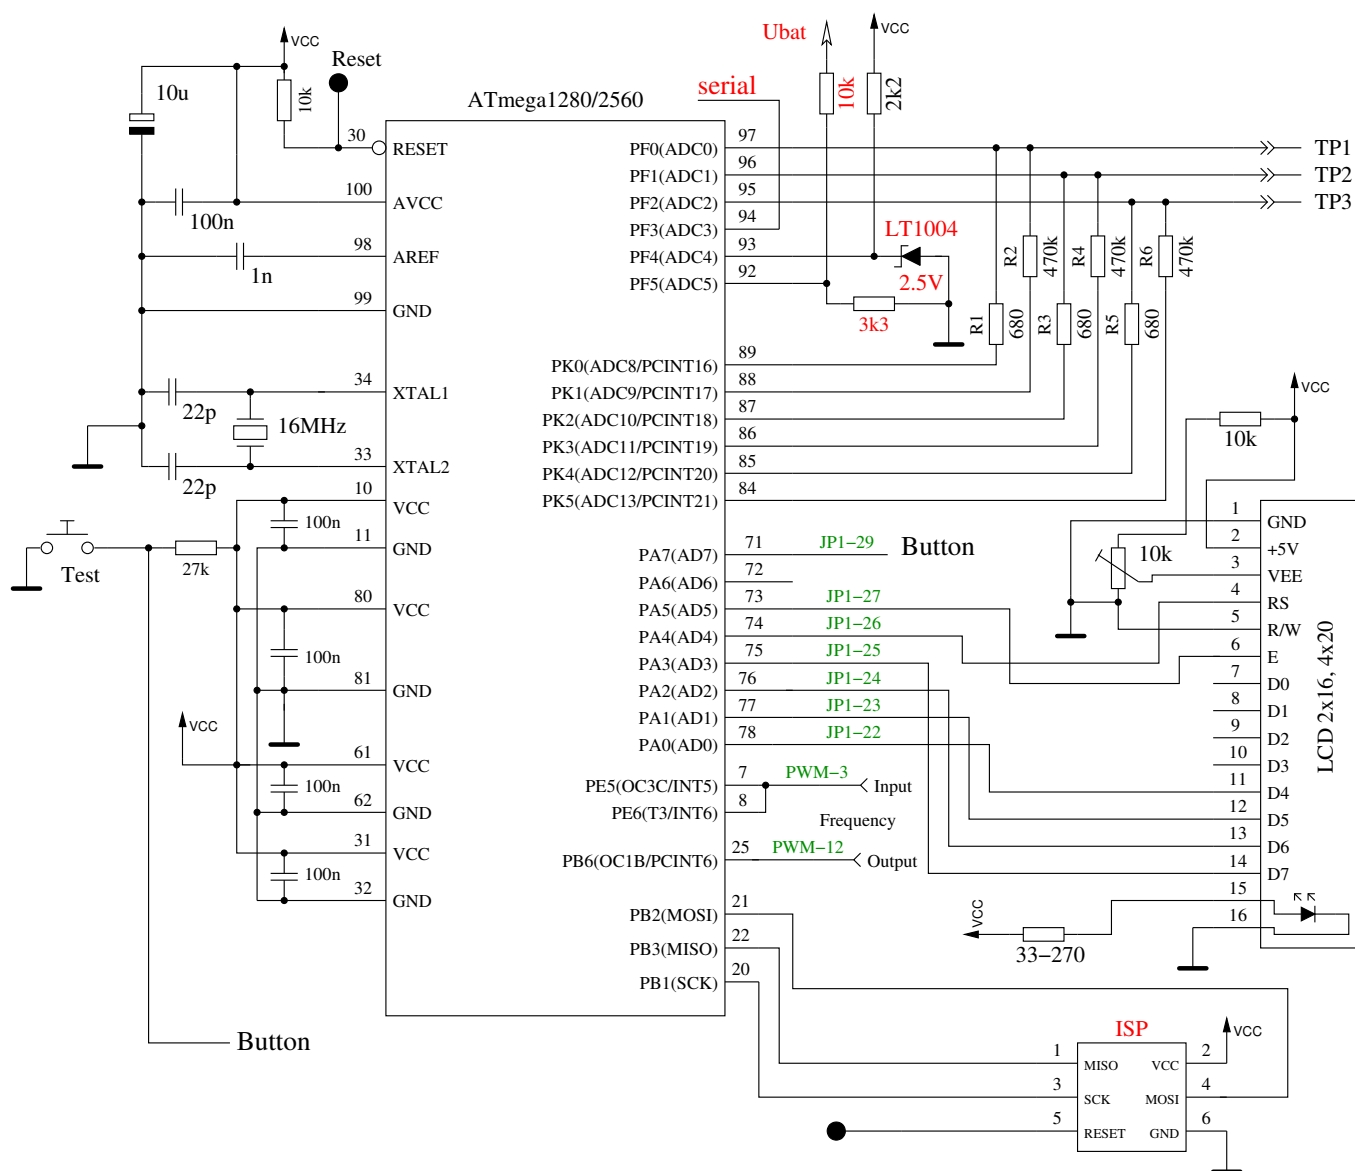 VCC
Reset
10u
10k
ATmega1280/2560
serial
Ubat
10k
VCC
2k2
30
RESET
100
AVCC
100n
98
AREF
1n
99
GND
34
XTAL1
22p
16MHz
33
XTAL2
22p
10
VCC
100n
11
GND
Test
27k
80
VCC
100n
81
GND
VCC
61
VCC
100n
62
GND
31
VCC
100n
32
GND
Button
PF0(ADC0)
97
TP1
PF1(ADC1)
96
TP2
PF2(ADC2)
95
TP3
PF3(ADC3)
94
PF4(ADC4)
93
PF5(ADC5)
92
LT1004
2.5V
3k3
R1
680
R2
470k
R3
680
R4
470k
R5
680
R6
470k
PK0(ADC8/PCINT16)
89
PK1(ADC9/PCINT17)
88
PK2(ADC10/PCINT18)
87
PK3(ADC11/PCINT19)
86
PK4(ADC12/PCINT20)
85
PK5(ADC13/PCINT21)
84
PA7(AD7)
71
JP1-29
Button
PA6(AD6)
72
PA5(AD5)
73
JP1-27
PA4(AD4)
74
JP1-26
PA3(AD3)
75
JP1-25
PA2(AD2)
76
JP1-24
PA1(AD1)
77
JP1-23
PA0(AD0)
78
JP1-22
PE5(OC3C/INT5)
7
PWM-3
Input
PE6(T3/INT6)
8
Frequency
PB6(OC1B/PCINT6)
25
PWM-12
Output
PB2(MOSI)
21
PB3(MISO)
22
PB1(SCK)
20
VCC
10k
10k
1
GND
2
+5V
3
VEE
4
RS
5
R/W
6
E
7
D0
8
D1
9
D2
10
D3
11
D4
12
D5
13
D6
14
D7
15
16
LCD 2x16, 4x20
VCC
33-270
ISP
VCC
1
MISO
VCC
2
3
SCK
MOSI
4
5
RESET
GND
6